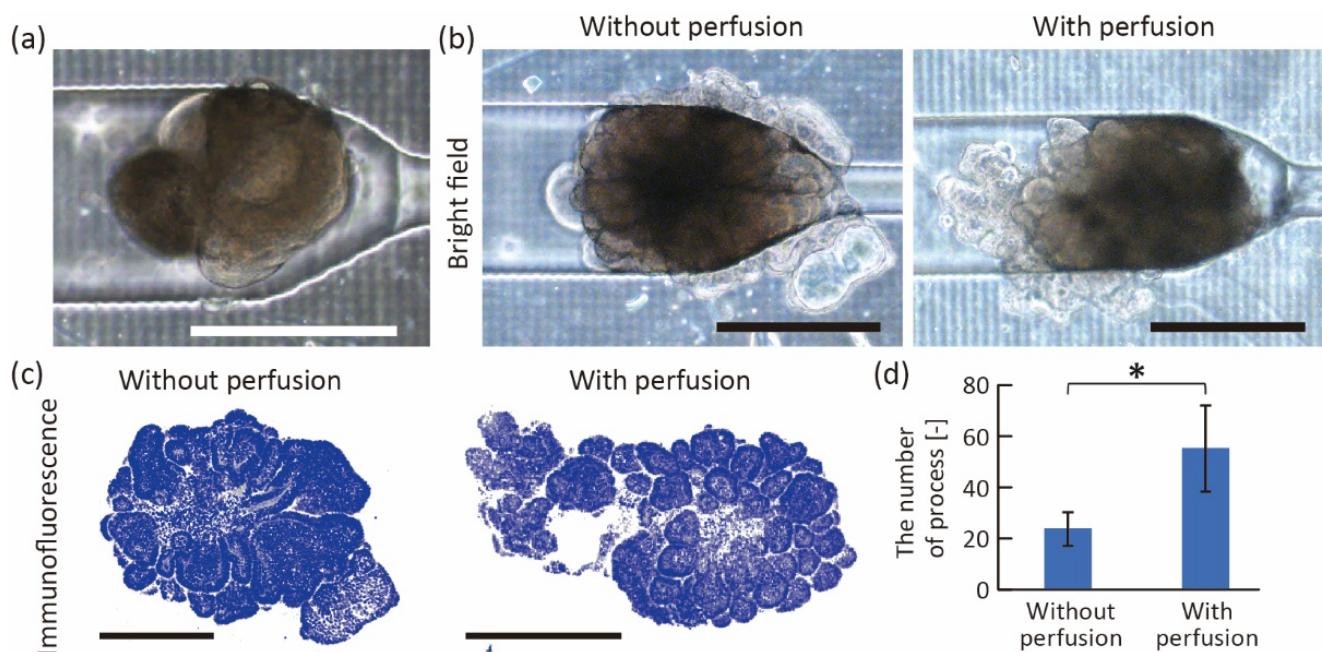 (a)
(b)
Without perfusion
With perfusion
Bright field
(c)
Without perfusion
With perfusion
Immunofluorescence
(d)
*
The number
of process [-]
80
60
40
20
0
Without
perfusion
With
perfusion